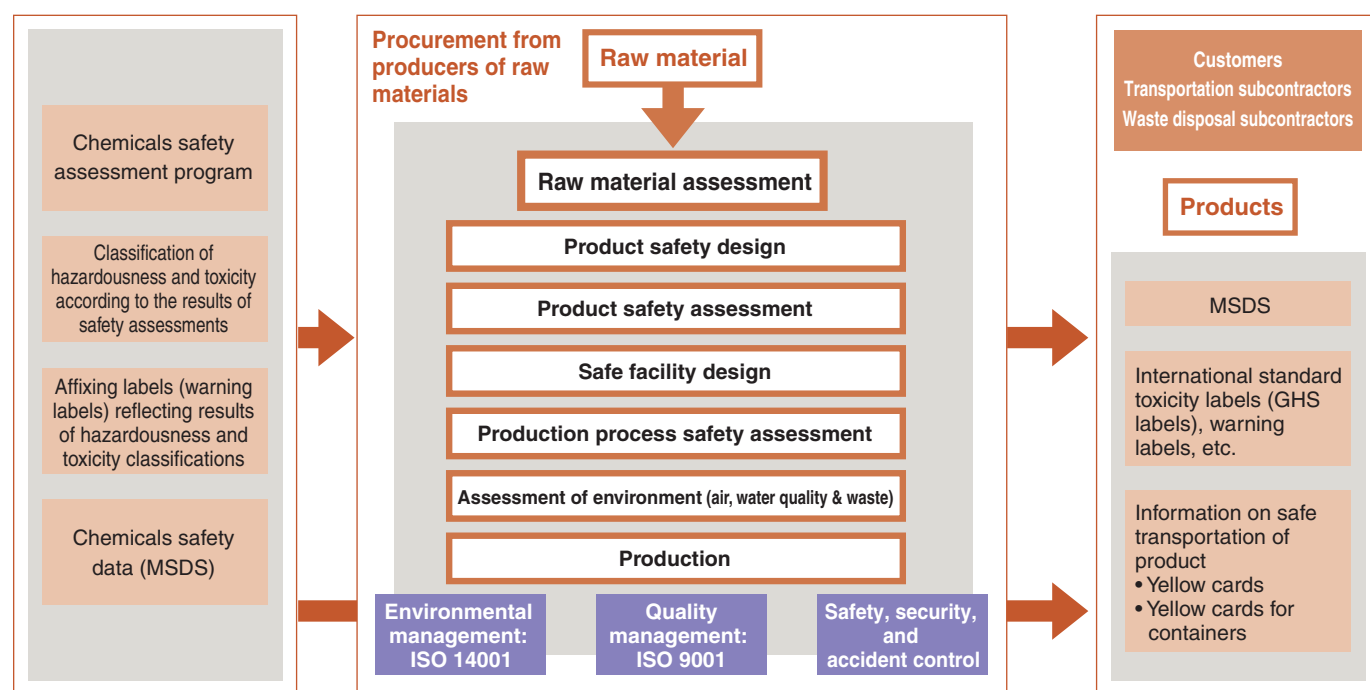 Chemicals safety
assessment program
Classification of
hazardousness and toxicity
according to the results of
safety assessments
Affixing labels (warning
labels) reflecting results
of hazardousness and
toxicity classifications
Chemicals safety
data (MSDS)
Procurement from
producers of raw
materials
Raw material
Raw material assessment
Product safety design
Product safety assessment
Safe facility design
Production process safety assessment
Assessment of environment (air, water quality & waste)
Production
Environmental
management:
ISO 14001
Quality
management:
ISO 9001
Safety, security,
and
accident control
Customers
Transportation subcontractors
Waste disposal subcontractors
Products
MSDS
International standard
toxicity labels (GHS
labels), warning
labels, etc.
Information on safe
transportation of
product
• Yellow cards
• Yellow cards for
containers